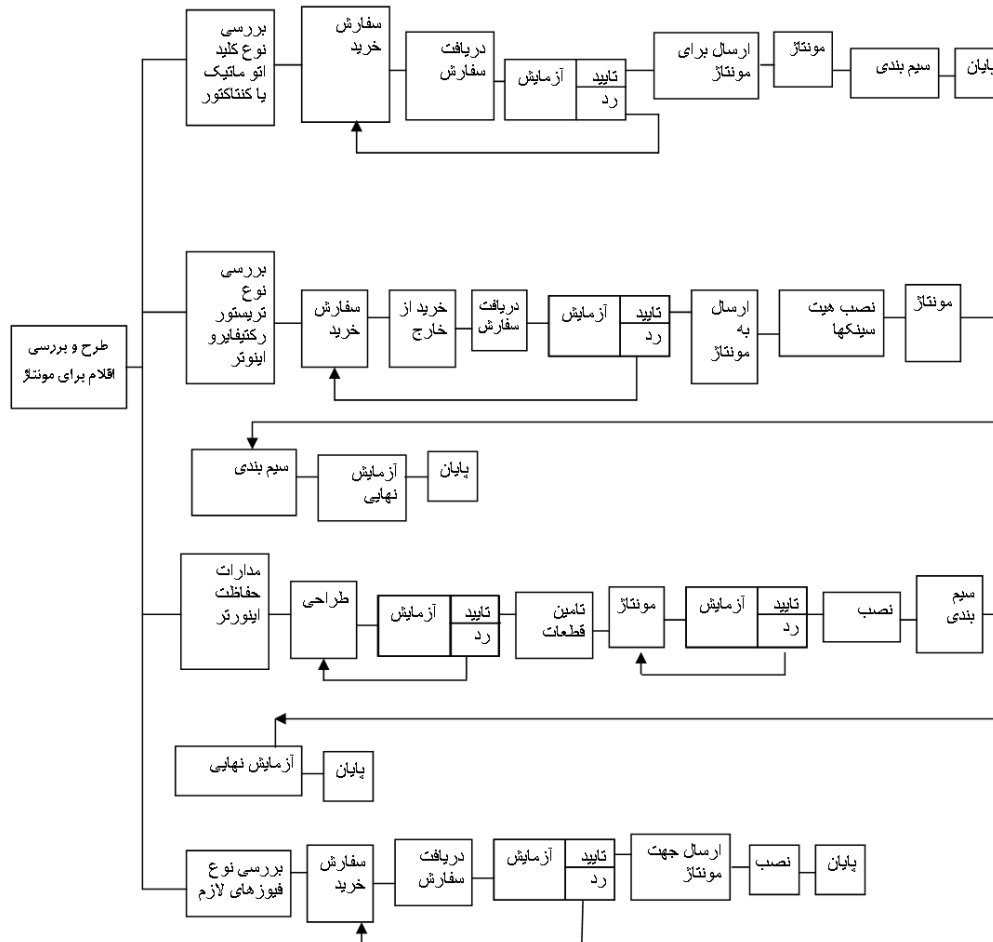 طرح و بررسی
اقلام برای مونتاژ
بررسی
نوع کلید
اتو ماتیک
یا کنتاکتور
سفارش
خرید
دریافت
سفارش
آزمایش
تایید
رد
ارسال برای
مونتاژ
مونتاژ
سیم بندی
پایان
بررسی
نوع
تریستور
رکتیفایرو
اینوتر
سفارش
خرید
خرید از
خارج
دریافت
سفارش
آزمایش
تایید
رد
ارسال
به
مونتاژ
نصب هیت
سینکها
مونتاژ
سیم بندی
آزمایش
نهایی
پایان
مدارات
حفاظت
اینورتر
طراحی
آزمایش
تایید
رد
تامین
قطعات
مونتاژ
آزمایش
تایید
رد
نصب
سیم
بندی
آزمایش نهایی
پایان
بررسی نوع
فیوزهای لازم
سفارش
خرید
دریافت
سفارش
آزمایش
تایید
رد
ارسال جهت
مونتاژ
نصب
پایان